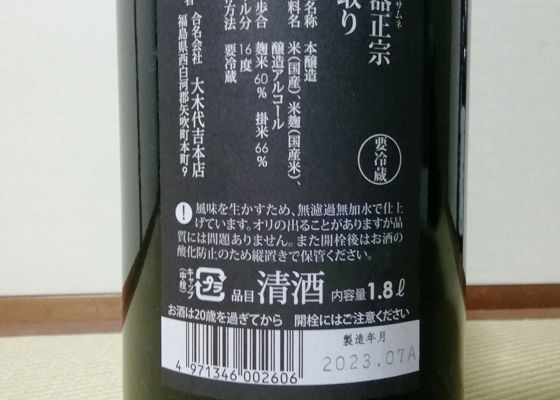 サムネ
器正宗
取り
要冷蔵
名称 本醸造
料名 米(国産)、米麹(国産米)、
醸造アルコール
歩合 麹米60% 掛米66%
ル分 16度
方法 要冷蔵
者 合名会社 大木代吉本店
福島県西白河郡矢吹町本町9
! 風味を生かすため、無濾過無加水で仕上
げています。オリの出ることがありますが品
質には問題ありません。また開栓後はお酒の
酸化防止のため縦置きで保管ください。
キャップ
(中栓)
プラ
品目 清酒 内容量1.8ℓ
お酒は20歳を過ぎてから 開栓にはご注意ください
製造年月
2023.07A
4 971346 002606